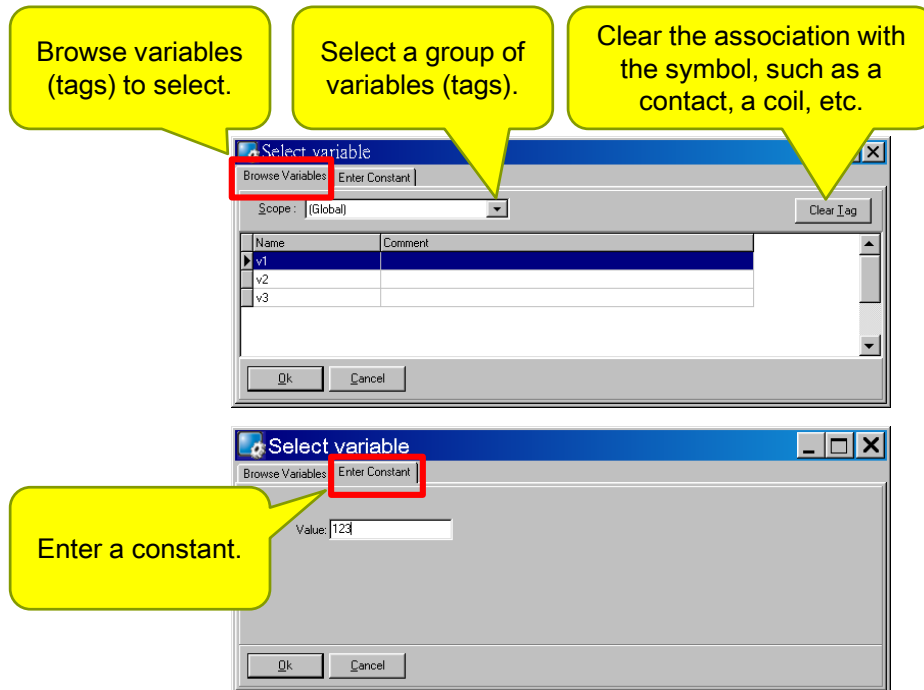 Browse variables
(tags) to select.
Select a group of
variables (tags).
Clear the association with
the symbol, such as a
contact, a coil, etc.
Select variable
Browse Variables Enter Constant
Scope : (Global) Clear Tag
Name Comment
v1
v2
v3
Ok Cancel
Select variable
Browse Variables Enter Constant
Value: 123
Enter a constant.
Ok Cancel